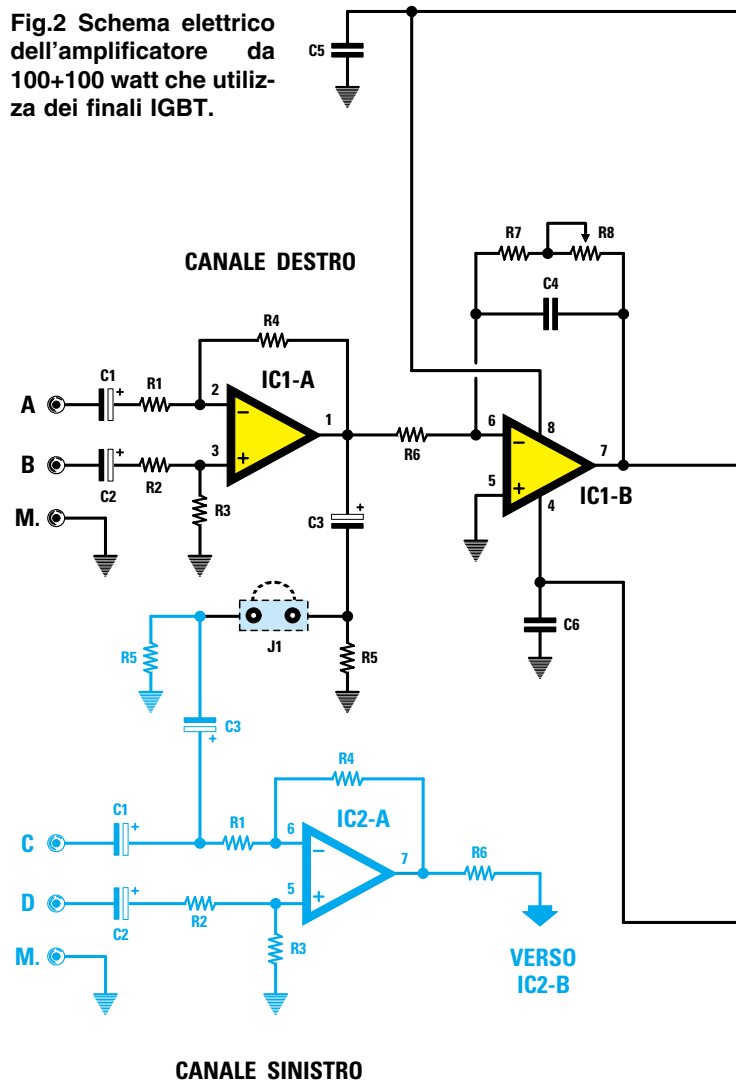 Fig.2 Schema elettrico
dell'amplificatore da
100+100 watt che utiliz-
za dei finali IGBT.
C5
R7
R8
CANALE DESTRO
C4
R4
C1
R1
IC1-A
A
2
−
1
6
−
8
7
B
3
+
R6
5
+
IC1-B
C2
R2
4
M.
R3
C3
+
C6
J1
R5
R5
C3
+
R4
C1
+
R1
IC2-A
C
6
−
7
R6
D
5
+
C2
+
R2
R3
M.
VERSO
IC2-B
CANALE SINISTRO